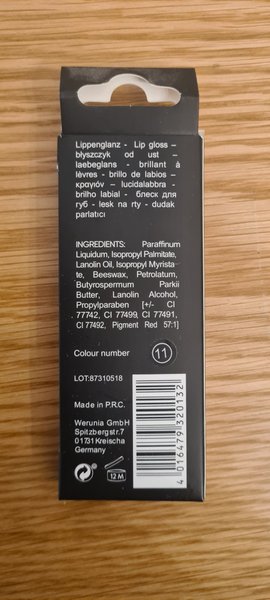 Lippenglanz - Lip gloss –
błyszczyk od ust –
laebeglans - brillant à
lèvres - brillo de labios –
κραγιόν – lucidalabbra -
brilho labial - блеск для
губ - lesk na rty - dudak
parlatıcı
INGREDIENTS: Paraffinum
Liquidum, Isopropyl Palmitate,
Lanolin Oil, Isopropyl Myrista-
te, Beeswax, Petrolatum,
Butyrospermum Parkii
Butter, Lanolin Alcohol,
Propylparaben [+/- CI
77742, CI 77499, CI 77491,
CI 77492, Pigment Red 57:1]
Colour number 11
LOT:87310518
Made in P.R.C.
Werunia GmbH
Spitzbergstr.7
01731 Kreischa
Germany
12 M
4 016479 320132